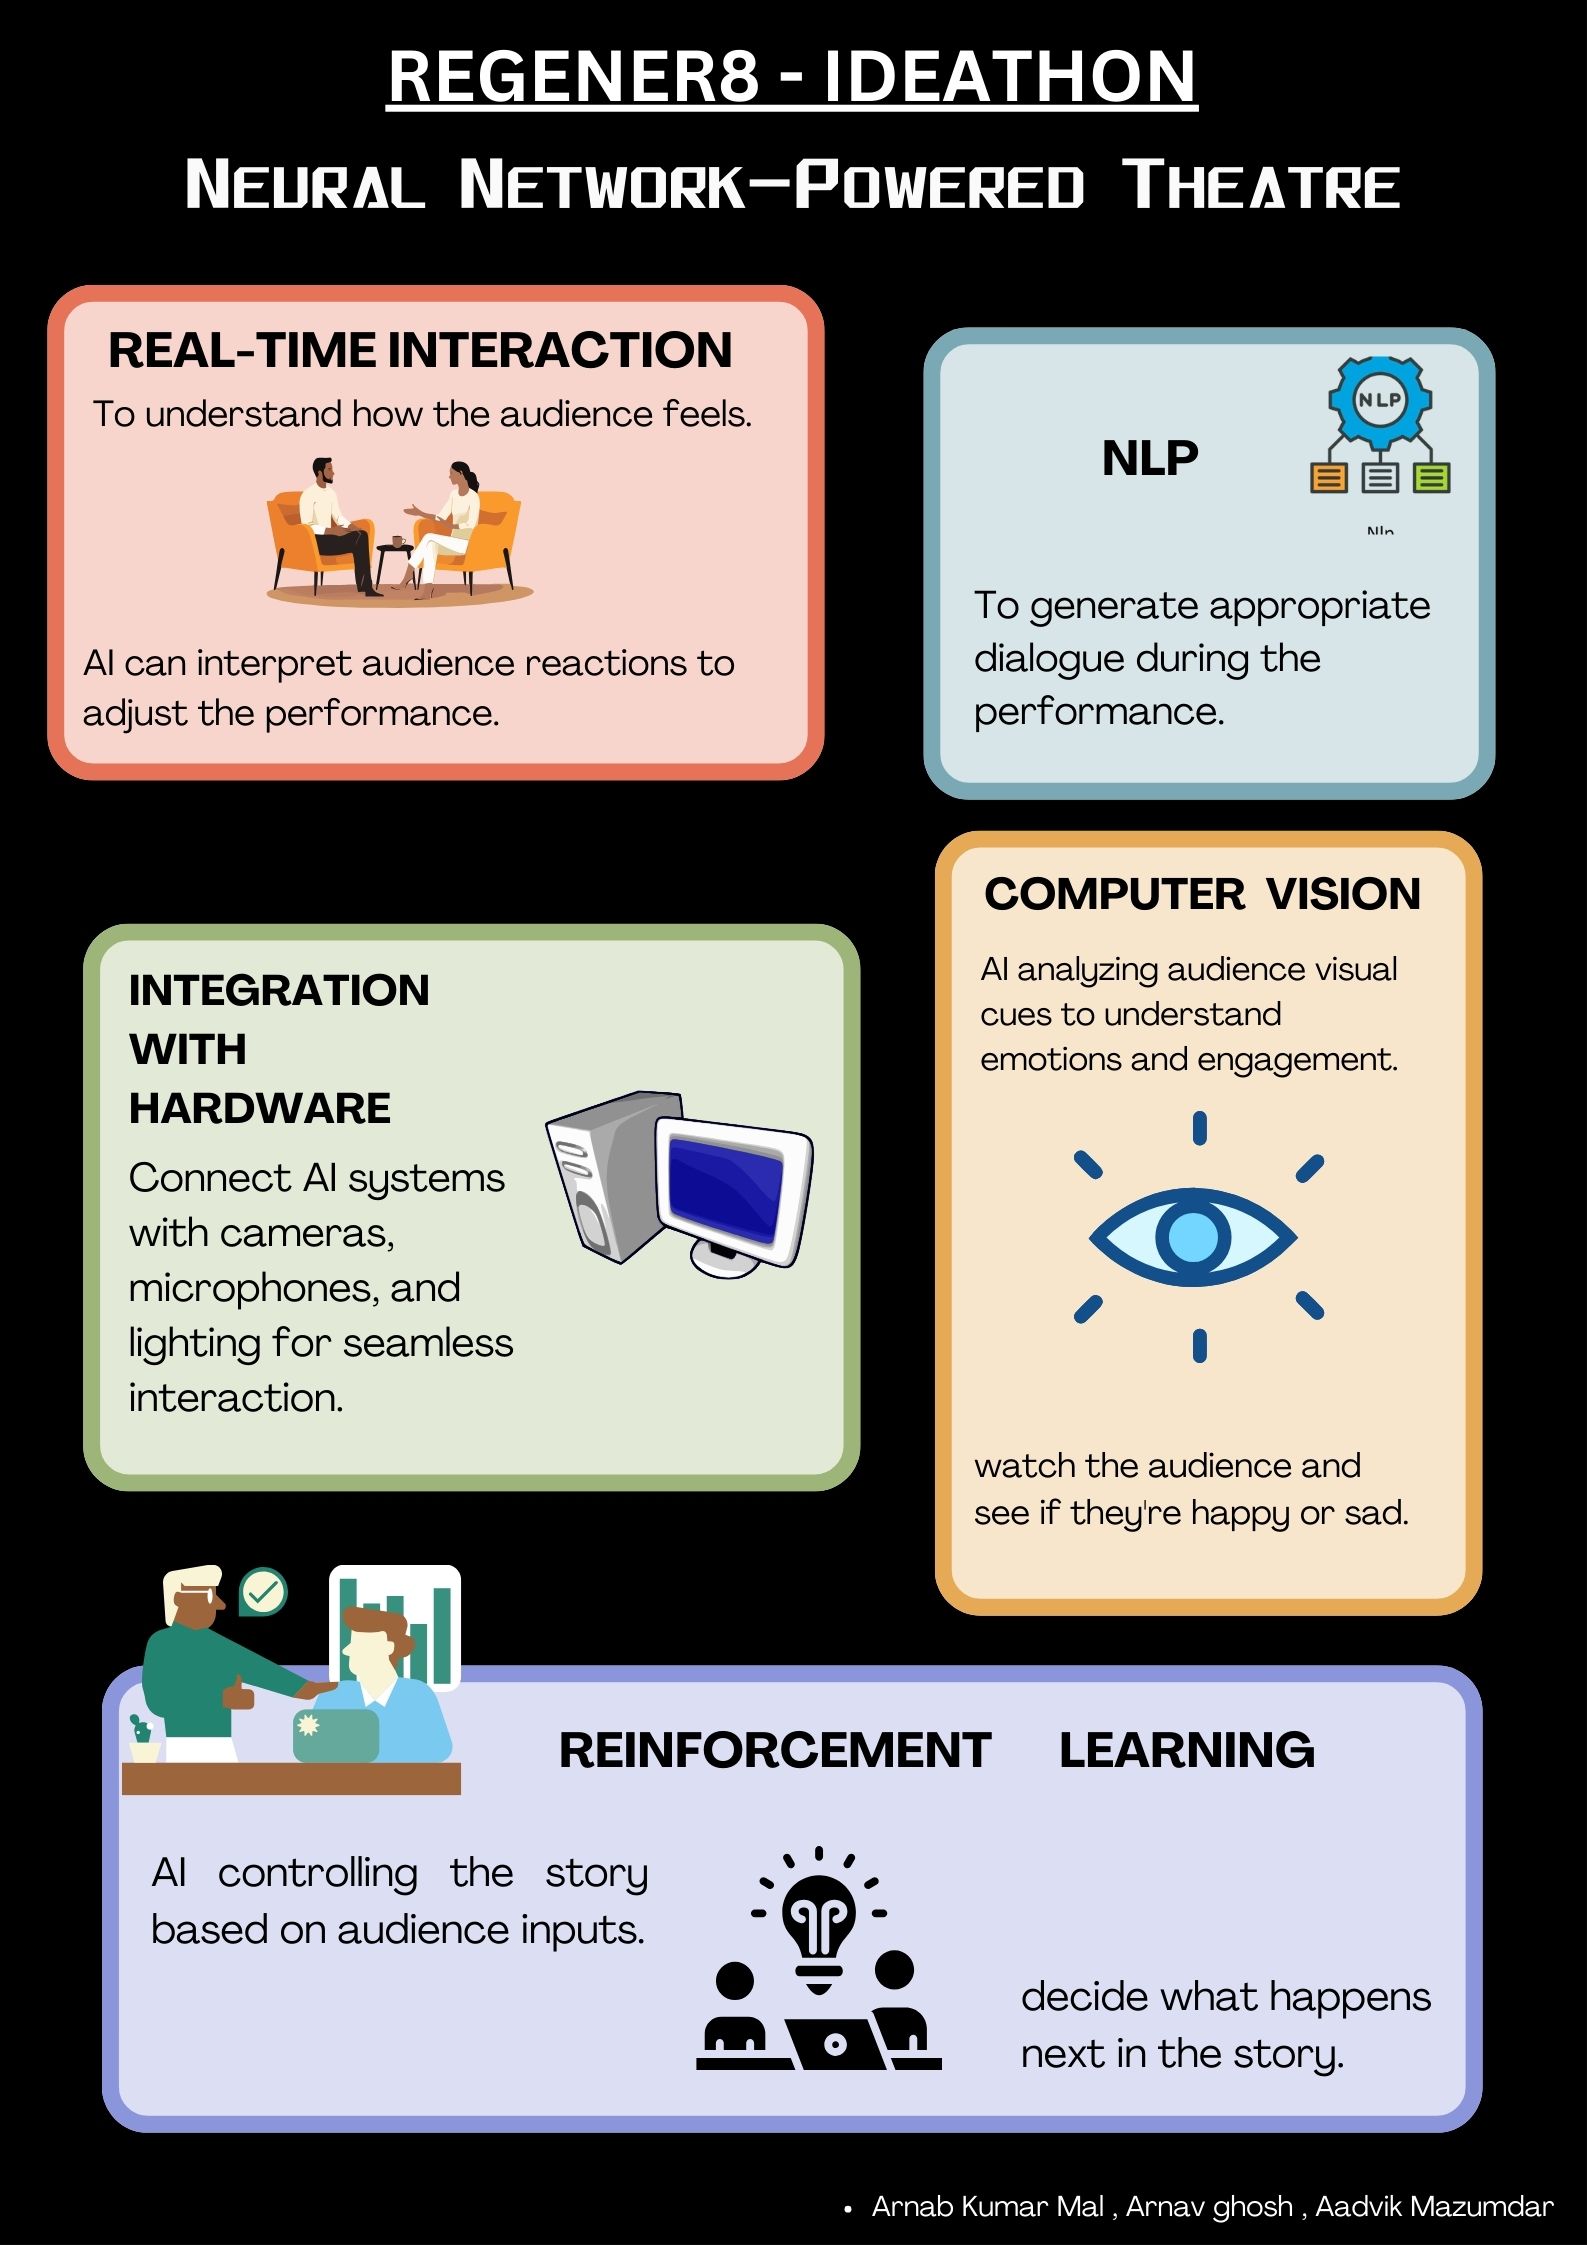 REGENER8 - IDEATHON
Neural Network-Powered Theatre
REAL-TIME INTERACTION
To understand how the audience feels.
AI can interpret audience reactions to
adjust the performance.
NLP
NLP
Nlp
To generate appropriate
dialogue during the
performance.
INTEGRATION
WITH
HARDWARE
Connect AI systems
with cameras,
microphones, and
lighting for seamless
interaction.
COMPUTER VISION
AI analyzing audience visual
cues to understand
emotions and engagement.
watch the audience and
see if they're happy or sad.
REINFORCEMENT LEARNING
AI controlling the story
based on audience inputs.
decide what happens
next in the story.
• Arnab Kumar Mal , Arnav ghosh , Aadvik Mazumdar